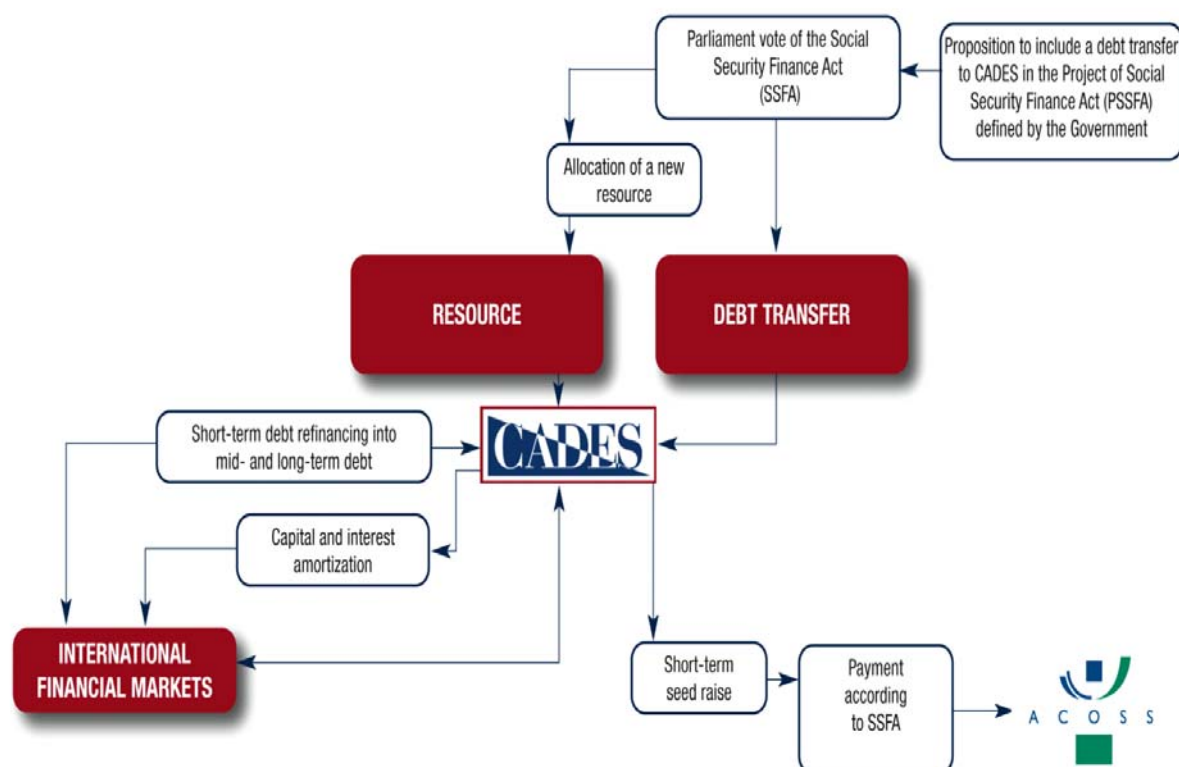 Parliament vote of the Social
Security Finance Act
(SSFA)
Proposition to include a debt transfer
to CADES in the Project of Social
Security Finance Act (PSSFA)
defined by the Government
Allocation of a new
resource
RESOURCE
DEBT TRANSFER
Short-term debt refinancing into
mid- and long-term debt
CADES
Capital and interest
amortization
INTERNATIONAL
FINANCIAL MARKETS
Short-term
seed raise
Payment
according
to SSFA
ACOSS